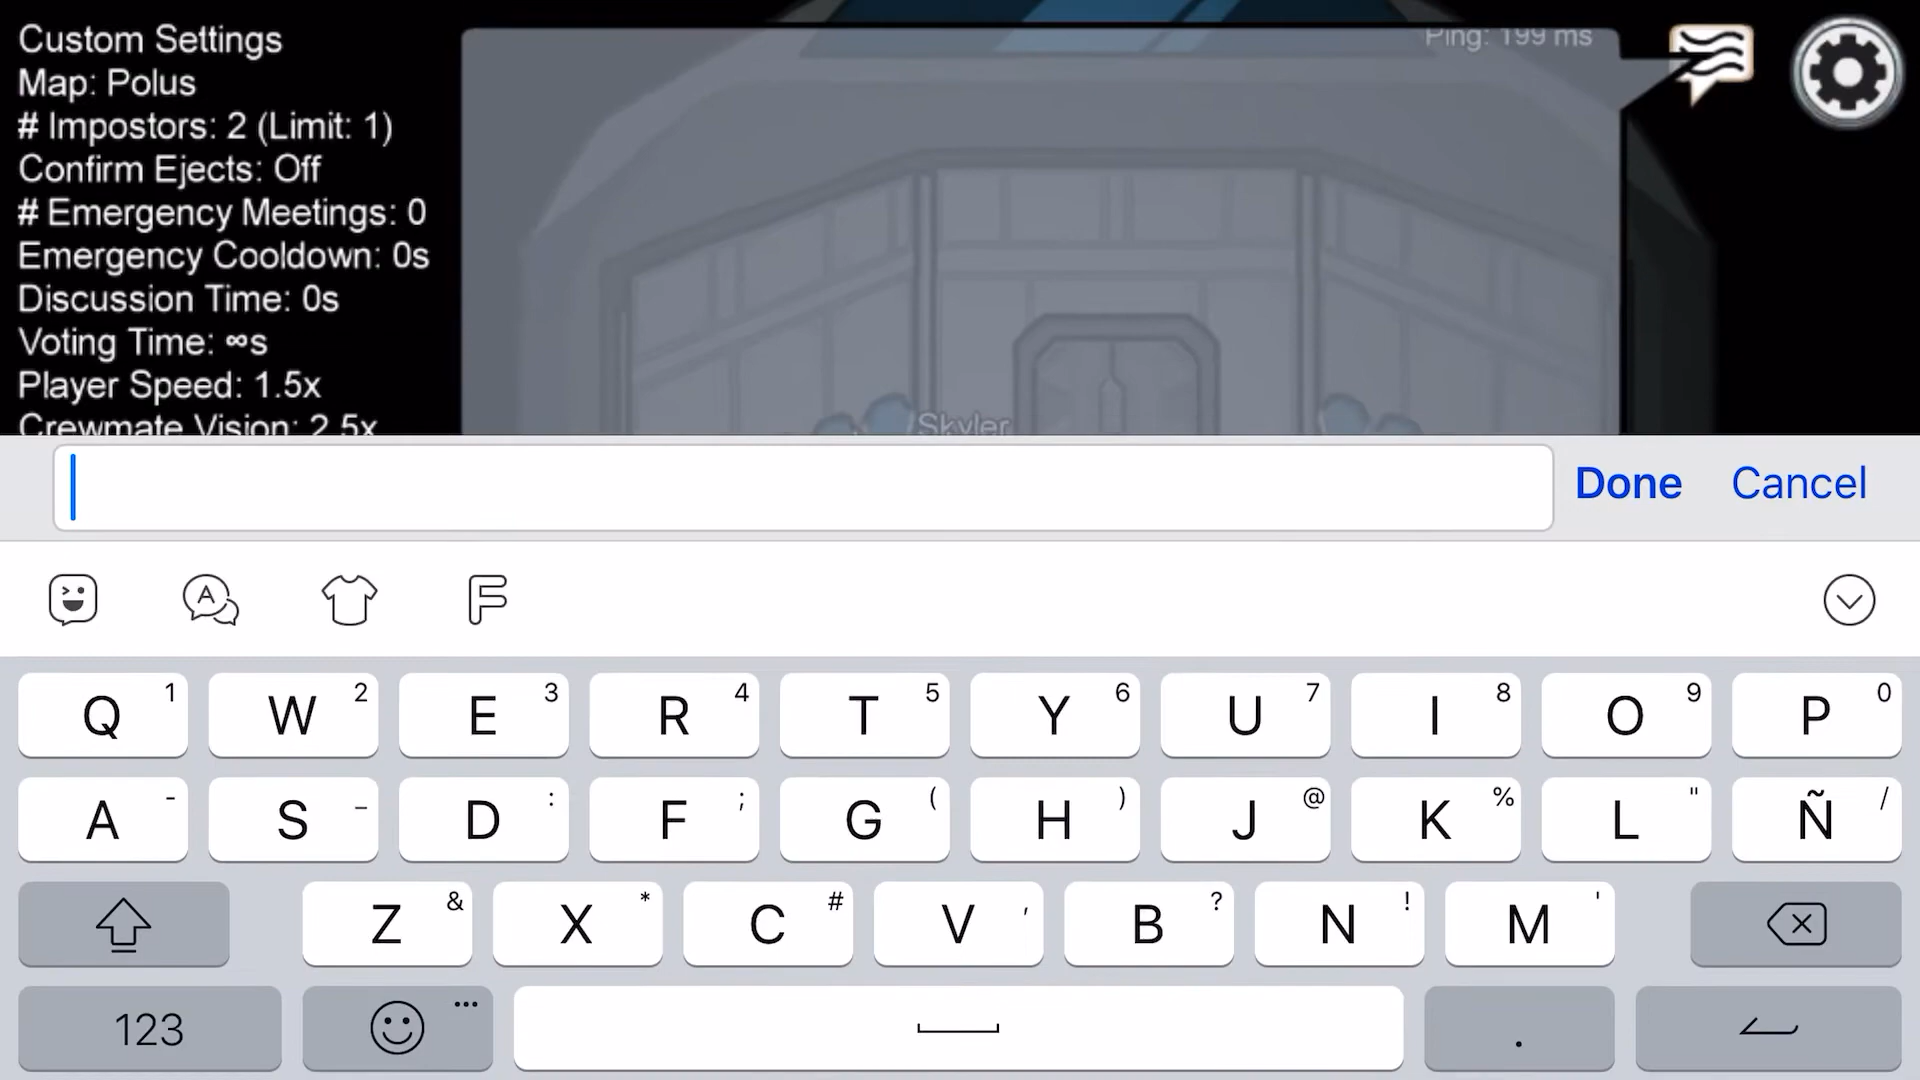 Custom Settings
Map: Polus
# Impostors: 2 (Limit: 1)
Confirm Ejects: Off
# Emergency Meetings: 0
Emergency Cooldown: 0s
Discussion Time: 0s
Voting Time: ∞s
Player Speed: 1.5x
Crewmate Vision: 2.5x
Ping: 199 ms
Skyler
Done Cancel
Q 1 W 2 E 3 R 4 T 5 Y 6 U 7 I 8 O 9 P 0
A - S _ D : F ; G ( H ) J @ K % L " Ñ /
Z & X * C # V , B ? N ! M '
123 ... .